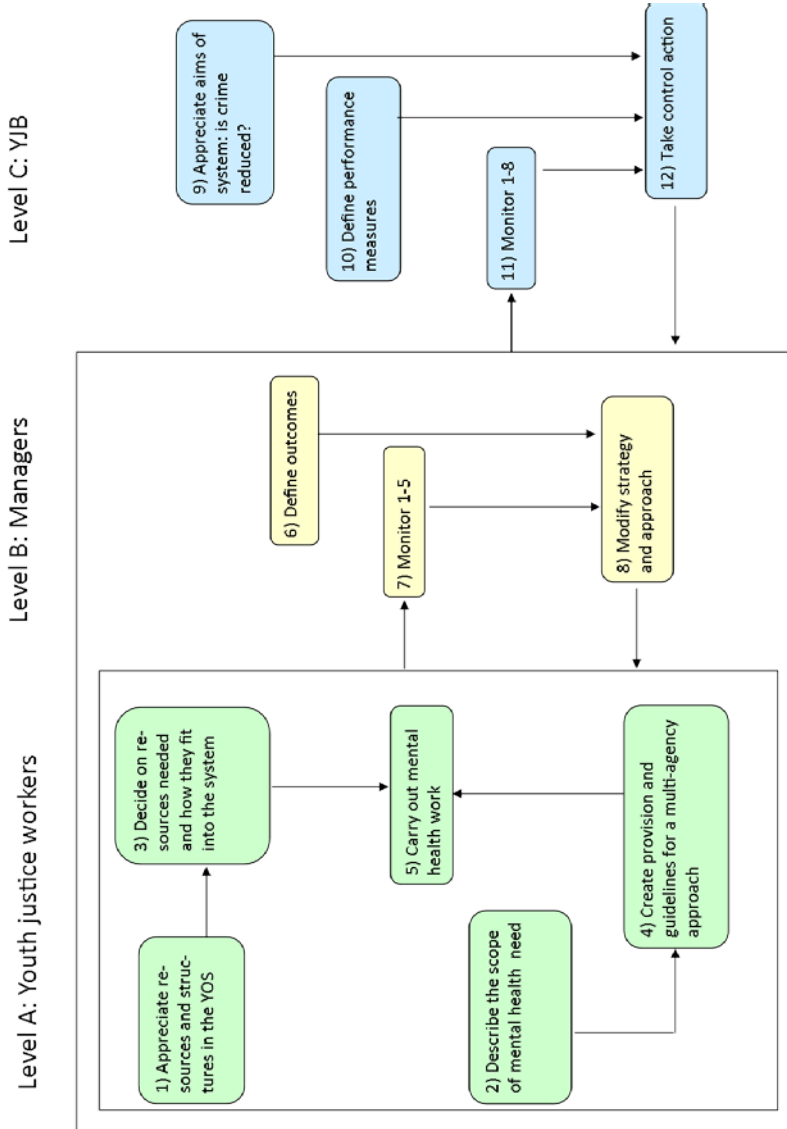 Level A: Youth justice workers
Level B: Managers
Level C: YJB
1) Appreciate re-
sources and struc-
tures in the YOS
2) Describe the scope
of mental health need
3) Decide on re-
sources needed
and how they fit
into the system
4) Create provision and
guidelines for a multi-agency
approach
5) Carry out mental
health work
6) Define outcomes
7) Monitor 1-5
8) Modify strategy
and approach
9) Appreciate aims of
system: is crime
reduced?
10) Define performance
measures
11) Monitor 1-8
12) Take control action